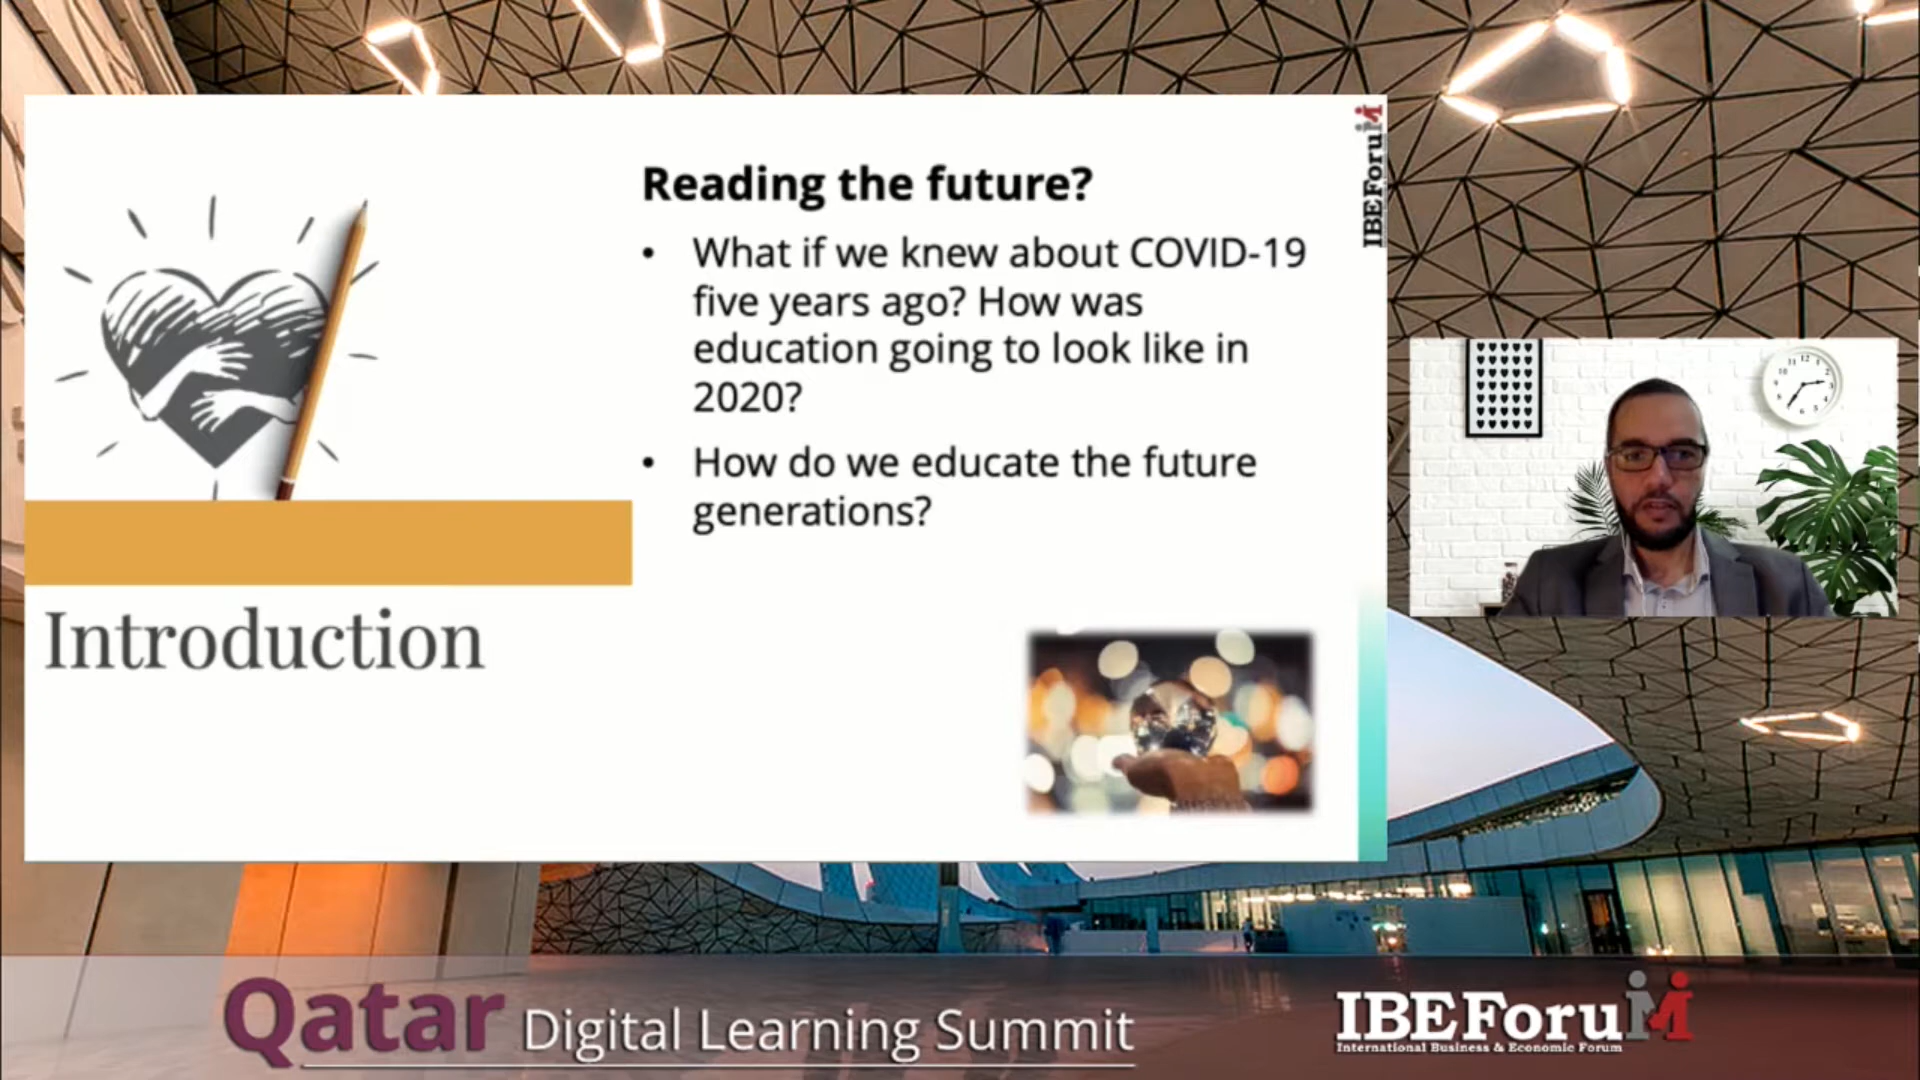 Reading the future?
• What if we knew about COVID-19
five years ago? How was
education going to look like in
2020?
• How do we educate the future
generations?
Introduction
IBEForuM
Qatar Digital Learning Summit
IBEForuM
International Business & Economic Forum